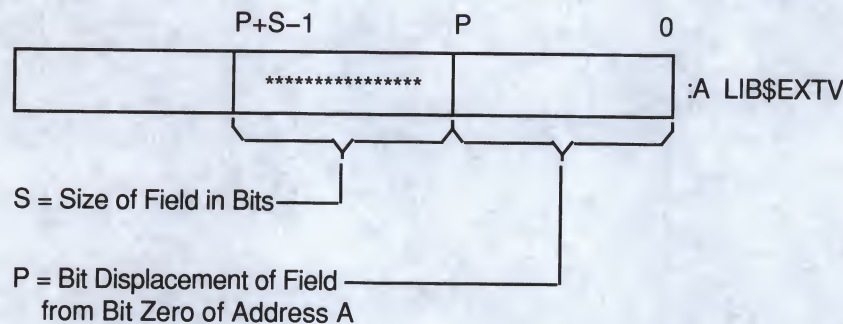 P+S–1 P 0
**************** :A LIB$EXTV
S = Size of Field in Bits
P = Bit Displacement of Field
from Bit Zero of Address A